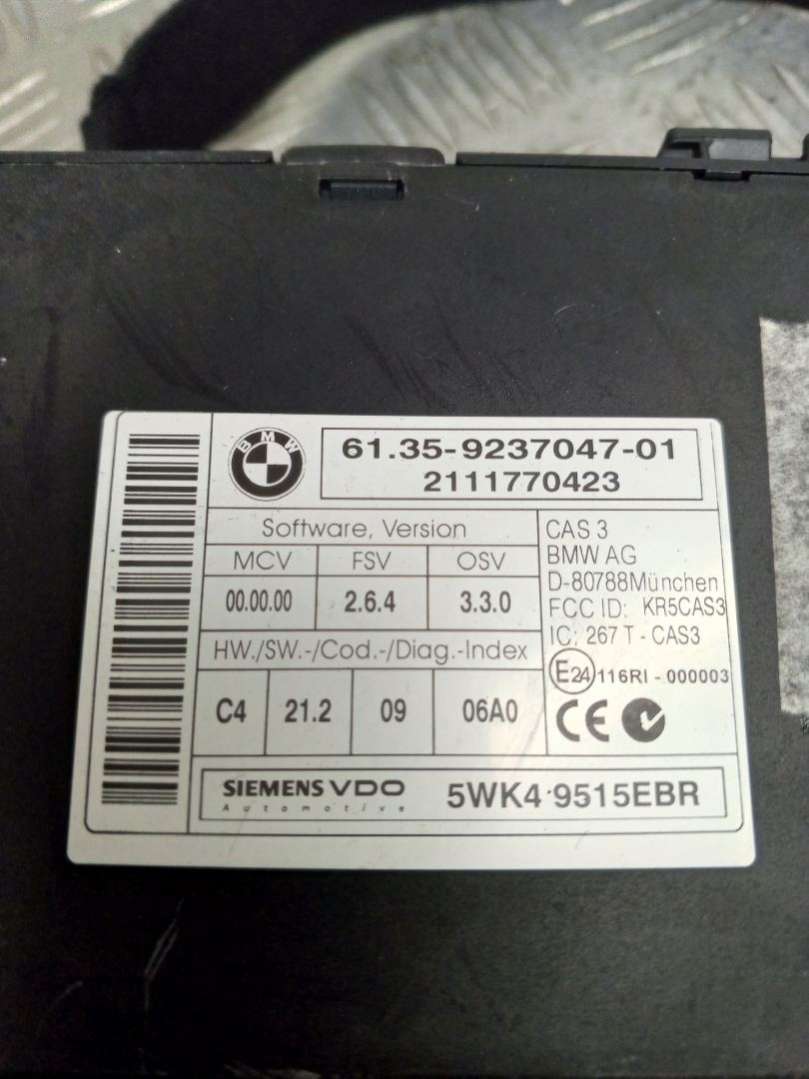 BMW
61.35-9237047-01
2111770423
Software, Version
MCV FSV OSV
00.00.00 2.6.4 3.3.0
HW./SW.-/Cod.-/Diag.-Index
C4 21.2 09 06A0
CAS 3
BMW AG
D-80788München
FCC ID: KR5CAS3
IC: 267 T - CAS3
E24 116RI - 000003
CE
SIEMENS VDO
Automotive
5WK4 9515EBR